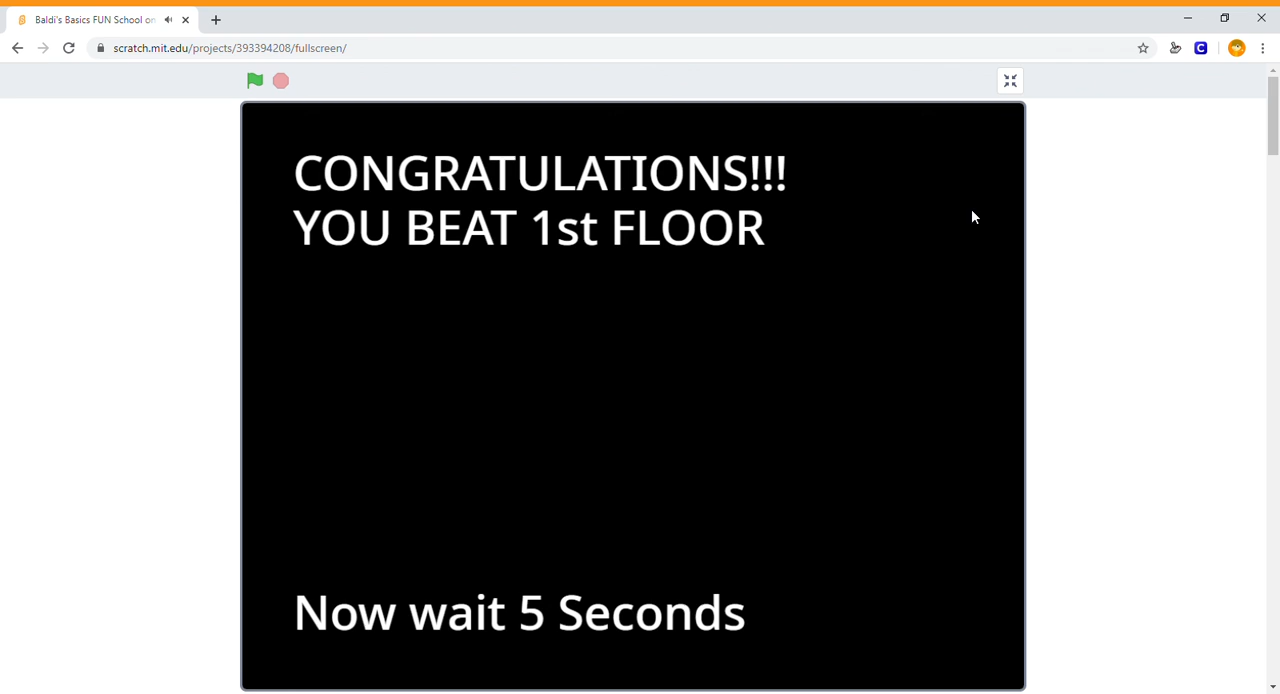 Baldi's Basics FUN School on
scratch.mit.edu/projects/393394208/fullscreen/
CONGRATULATIONS!!!
YOU BEAT 1st FLOOR
Now wait 5 Seconds